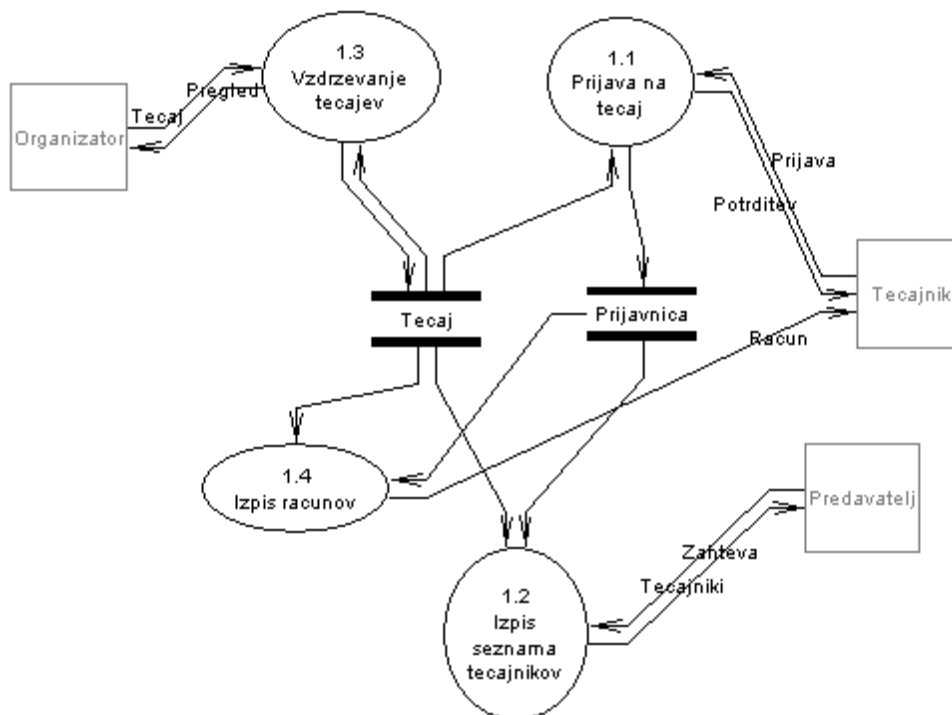 1.3
Vzdrzevanje
tecajev
1.1
Prijava na
tecaj
Organizator
Tecaj
Pregled
Prijava
Potrditev
Tecajnik
Tecaj
Prijavnica
Racun
1.4
Izpis racunov
Predavatelj
Zahteva
Tecajniki
1.2
Izpis
seznama
tecajnikov